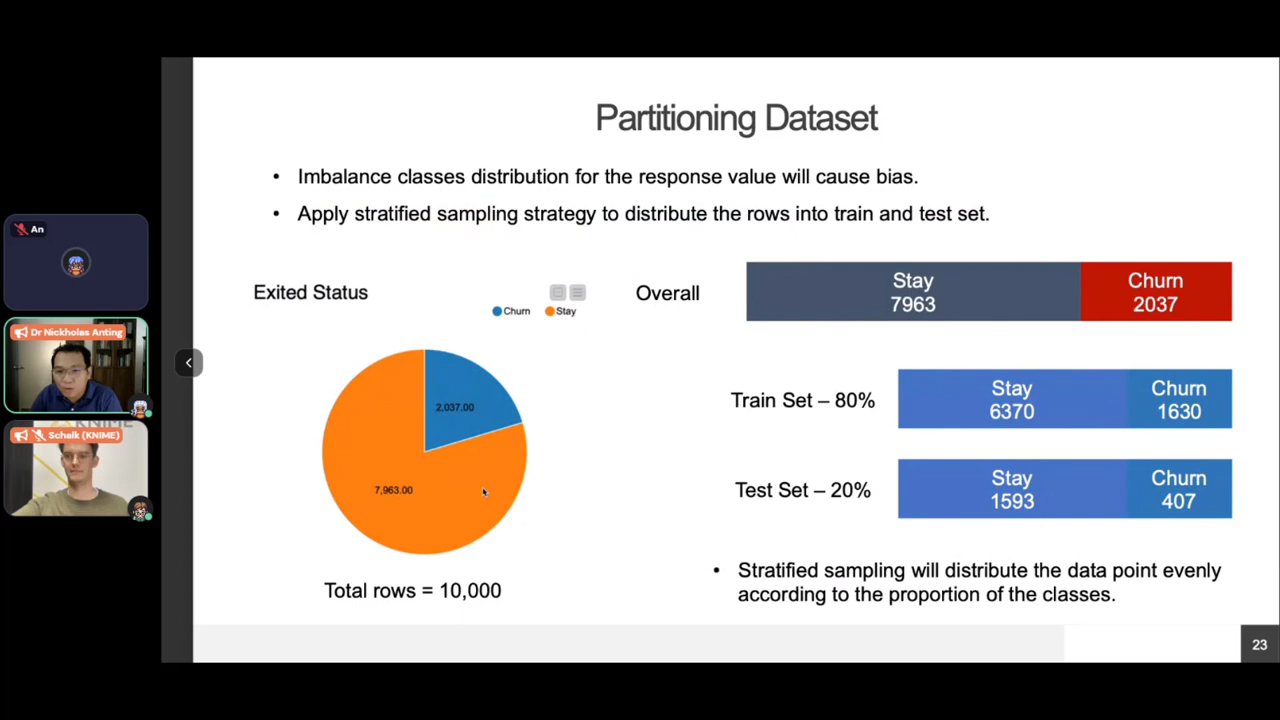 Partitioning Dataset
• Imbalance classes distribution for the response value will cause bias.
• Apply stratified sampling strategy to distribute the rows into train and test set.
An
Dr Nickholas Anting
KNIME
Schalk (KNIME)
Exited Status
Churn Stay
2,037.00
7,963.00
Total rows = 10,000
Overall
Stay
7963
Churn
2037
Train Set – 80%
Stay
6370
Churn
1630
Test Set – 20%
Stay
1593
Churn
407
• Stratified sampling will distribute the data point evenly
according to the proportion of the classes.
23